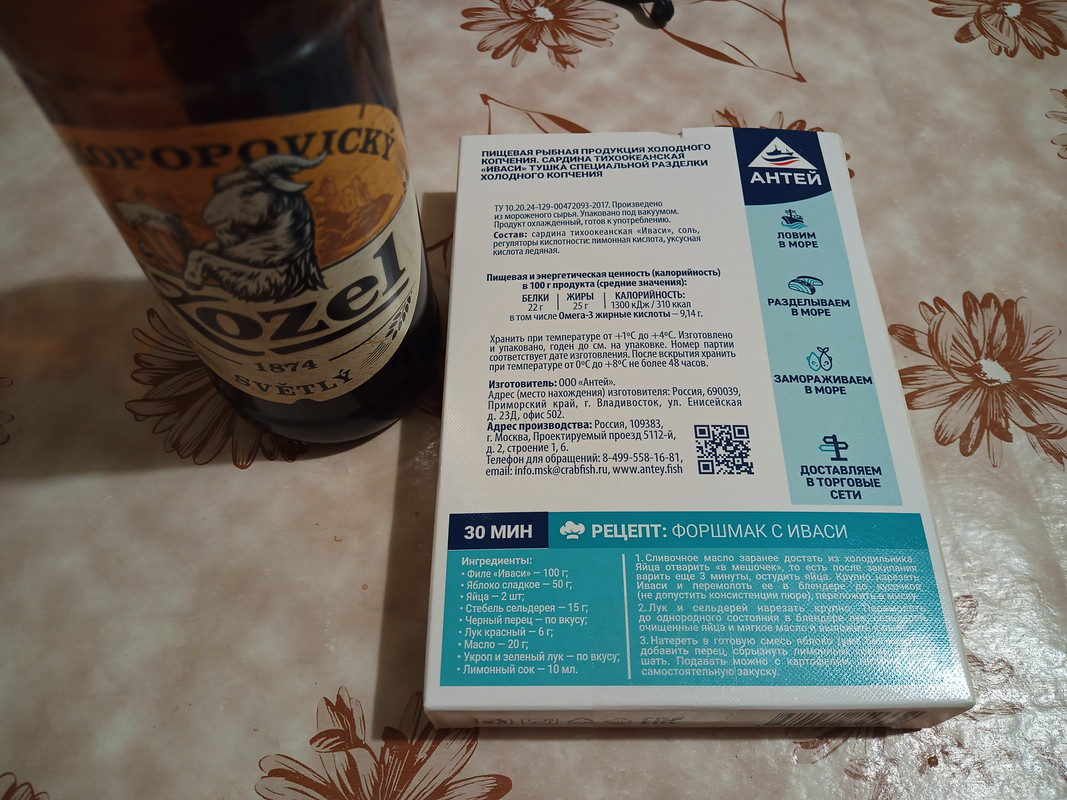 KOPOPOVICKÝ
Kozel
1874
SVĚTLÝ
ПИЩЕВАЯ РЫБНАЯ ПРОДУКЦИЯ ХОЛОДНОГО
КОПЧЕНИЯ. САРДИНА ТИХООКЕАНСКАЯ
«ИВАСИ» ТУШКА СПЕЦИАЛЬНОЙ РАЗДЕЛКИ
ХОЛОДНОГО КОПЧЕНИЯ
ТУ 10.20.24-129-00472093-2017. Произведено
из мороженого сырья. Упаковано под вакуумом.
Продукт охлажденный, готов к употреблению.
Состав: сардина тихоокеанская «Иваси», соль,
регуляторы кислотности: лимонная кислота, уксусная
кислота ледяная.
Пищевая и энергетическая ценность (калорийность)
в 100 г продукта (средние значения):
БЕЛКИ ЖИРЫ КАЛОРИЙНОСТЬ:
22 г 25 г 1300 кДж / 310 ккал
в том числе Омега-3 жирные кислоты — 9,14 г.
Хранить при температуре от +1°С до +4°С. Изготовлено
и упаковано, годен до см. на упаковке. Номер партии
соответствует дате изготовления. После вскрытия хранить
при температуре от 0°С до +8°С не более 48 часов.
Изготовитель: ООО «Антей».
Адрес (место нахождения) изготовителя: Россия, 690039,
Приморский край, г. Владивосток, ул. Енисейская
д. 23Д, офис 502.
Адрес производства: Россия, 109383,
г. Москва, Проектируемый проезд 5112-й,
д. 2, строение 1, 6.
Телефон для обращений: 8-499-558-16-81,
email: info.msk@crabfish.ru, www.antey.fish
АНТЕЙ
ЛОВИМ
В МОРЕ
РАЗДЕЛЫВАЕМ
В МОРЕ
ЗАМОРАЖИВАЕМ
В МОРЕ
ДОСТАВЛЯЕМ
В ТОРГОВЫЕ
СЕТИ
30 МИН
РЕЦЕПТ: ФОРШМАК С ИВАСИ
Ингредиенты:
• Филе «Иваси» — 100 г;
• Яблоко сладкое — 50 г;
• Яйца — 2 шт;
• Стебель сельдерея — 15 г;
• Черный перец — по вкусу;
• Лук красный — 6 г;
• Масло — 20 г;
• Укроп и зеленый лук — по вкусу;
• Лимонный сок — 10 мл.
1. Сливочное масло заранее достать из холодильника.
Яйца отварить «в мешочек», то есть после закипания
варить еще 3 минуты, остудить яйца. Крупно нарезать
Иваси и перемолоть ее в блендере до кусочков
(не допустить консистенции пюре), переложить в миску.
2. Лук и сельдерей нарезать крупно.
до однородного состояния в блендере
очищенные яйца и мягкое масло
3. Натереть в готовую смесь яблоко
добавить перец, сбрызнуть лимонным
шать. Подавать можно с картофелем,
самостоятельную закуску.